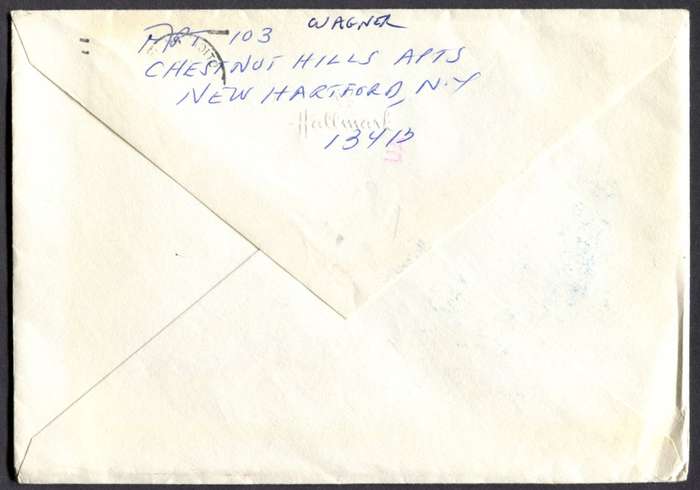 WAGNER
APT 103
CHESTNUT HILLS APTS
NEW HARTFORD, N.Y
Hallmark
13413